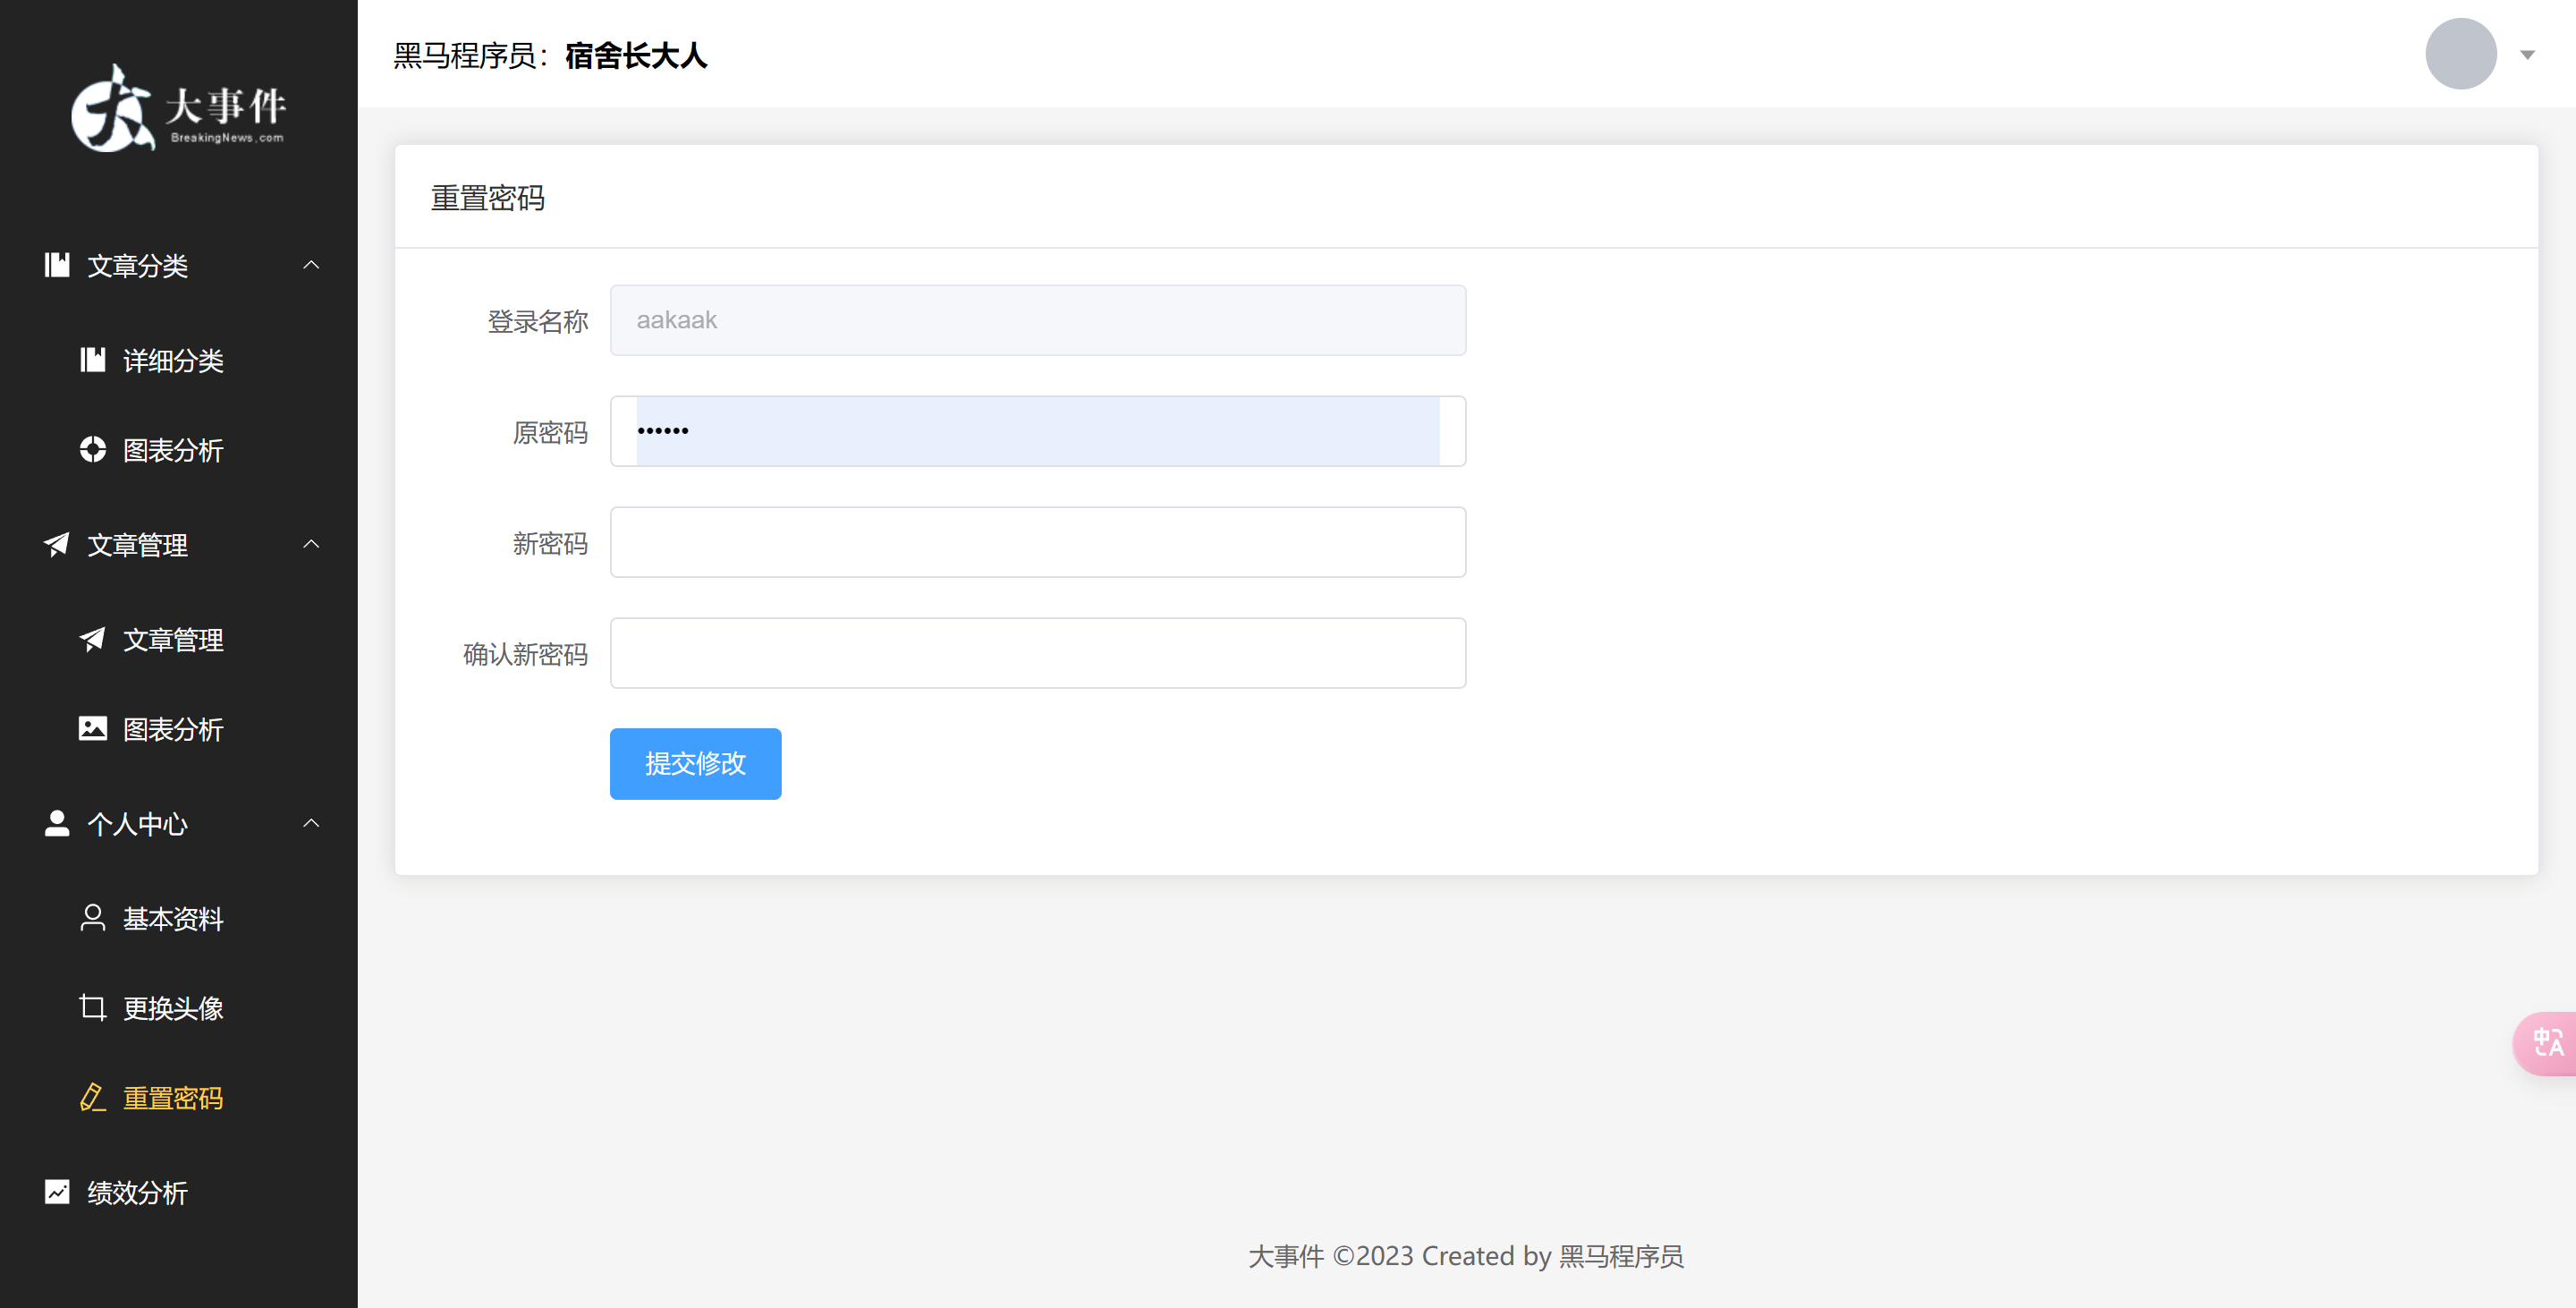 大事件
BreakingNews.com
文章分类
详细分类
图表分析
文章管理
文章管理
图表分析
个人中心
基本资料
更换头像
重置密码
绩效分析
黑马程序员：宿舍长大人
重置密码
登录名称 aakaak
原密码 ••••••
新密码
确认新密码
提交修改
中A
大事件 ©2023 Created by 黑马程序员